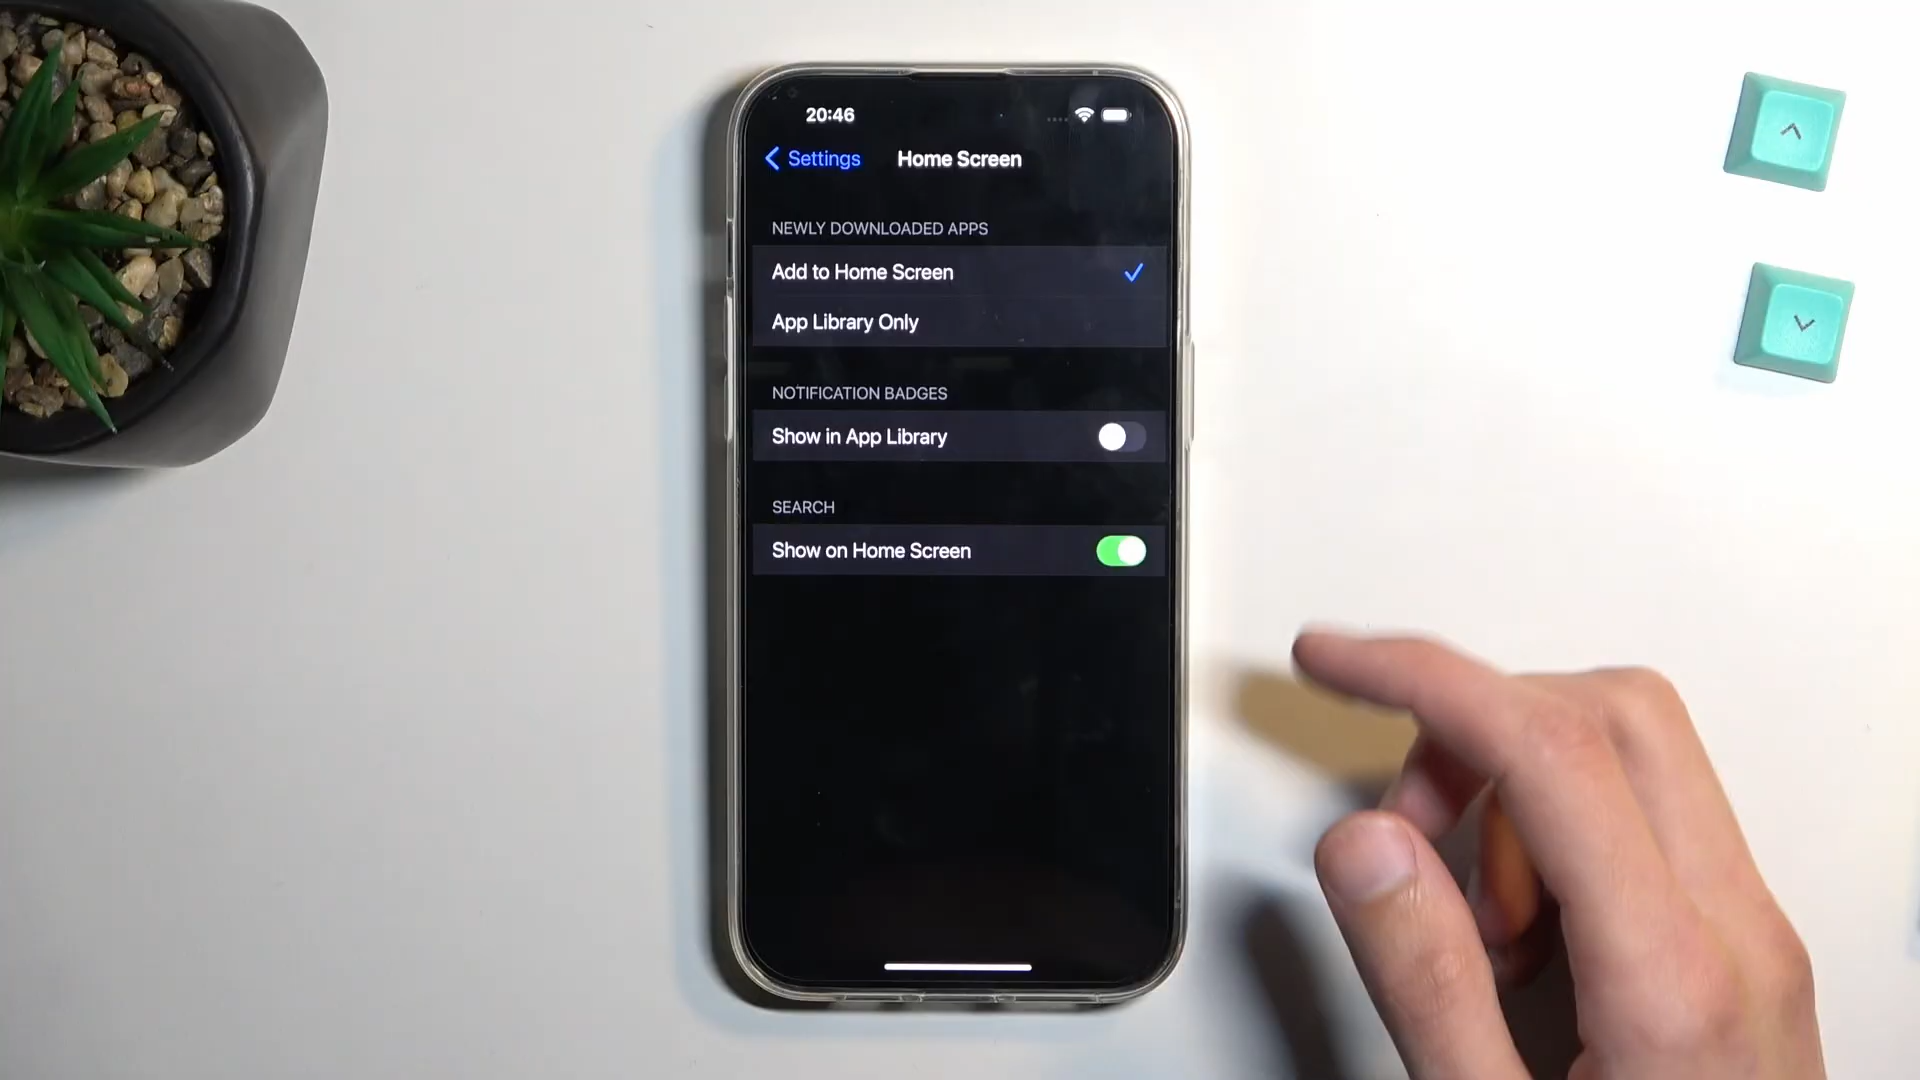 20:46
Settings
Home Screen
NEWLY DOWNLOADED APPS
Add to Home Screen
App Library Only
NOTIFICATION BADGES
Show in App Library
SEARCH
Show on Home Screen